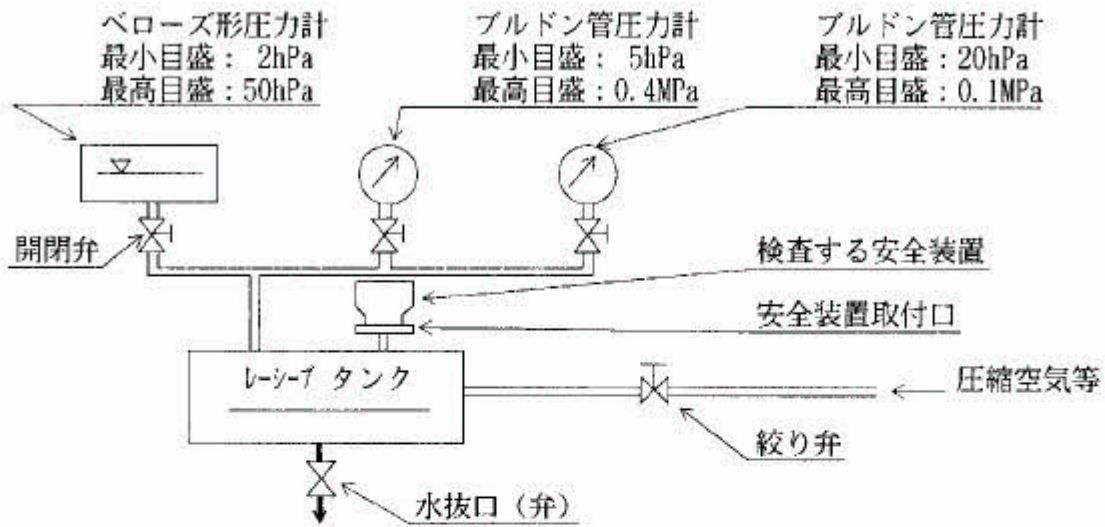 ベローズ形圧力計
最小目盛： 2hPa
最高目盛：50hPa
ブルドン管圧力計
最小目盛： 5hPa
最高目盛：0.4MPa
ブルドン管圧力計
最小目盛：20hPa
最高目盛：0.1MPa
開閉弁
検査する安全装置
安全装置取付口
ﾚｰｼｰﾌﾞ タンク
圧縮空気等
絞り弁
水抜口（弁）